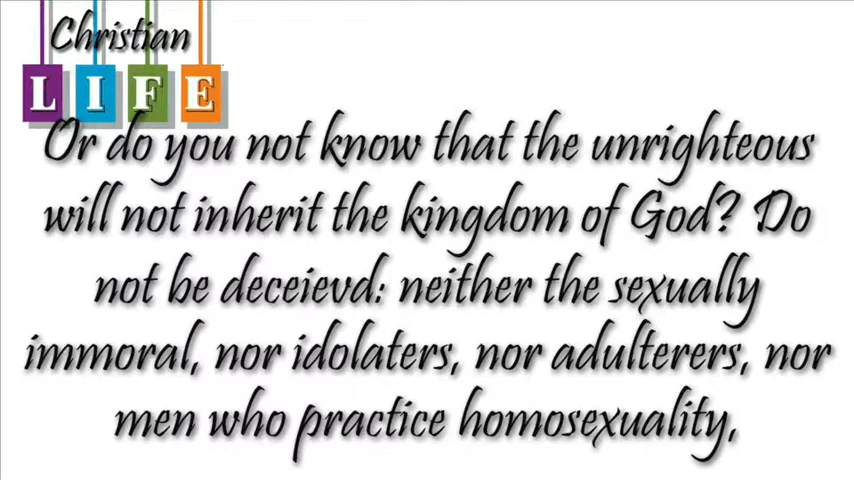 Christian
LIFE
Or do you not know that the unrighteous
will not inherit the kingdom of God? Do
not be deceievd: neither the sexually
immoral, nor idolaters, nor adulterers, nor
men who practice homosexuality,